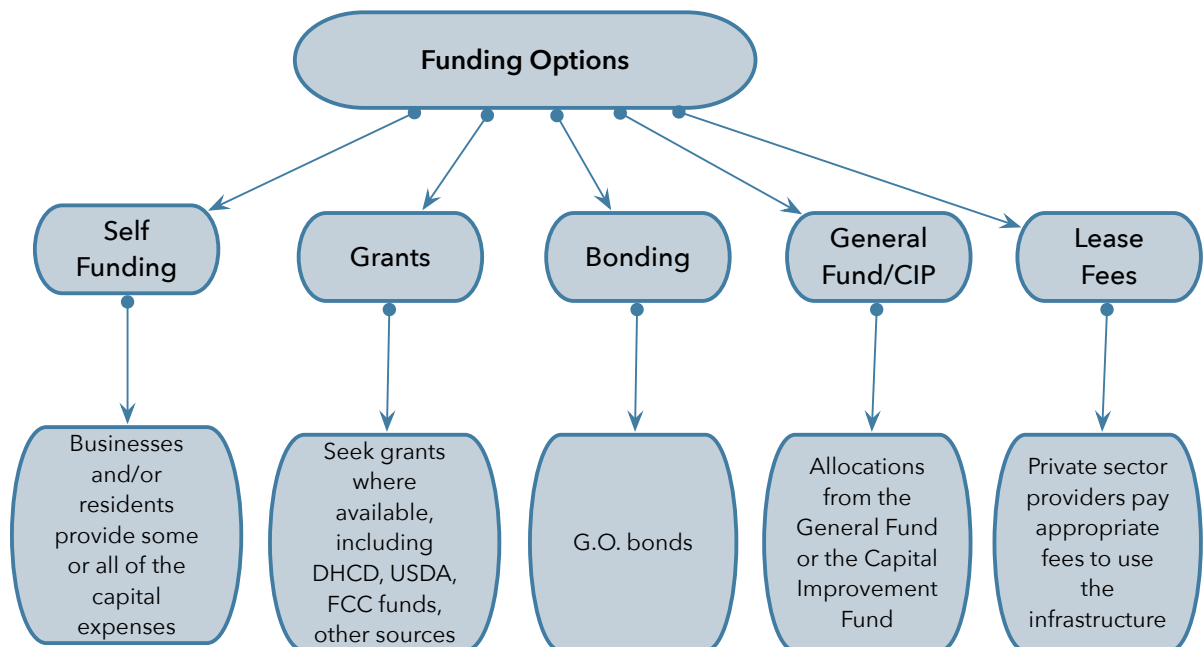 Funding Options
Self
Funding
Grants
Bonding
General
Fund/CIP
Lease
Fees
Businesses
and/or
residents
provide some
or all of the
capital
expenses
Seek grants
where
available,
including
DHCD, USDA,
FCC funds,
other sources
G.O. bonds
Allocations
from the
General Fund
or the Capital
Improvement
Fund
Private sector
providers pay
appropriate
fees to use
the
infrastructure